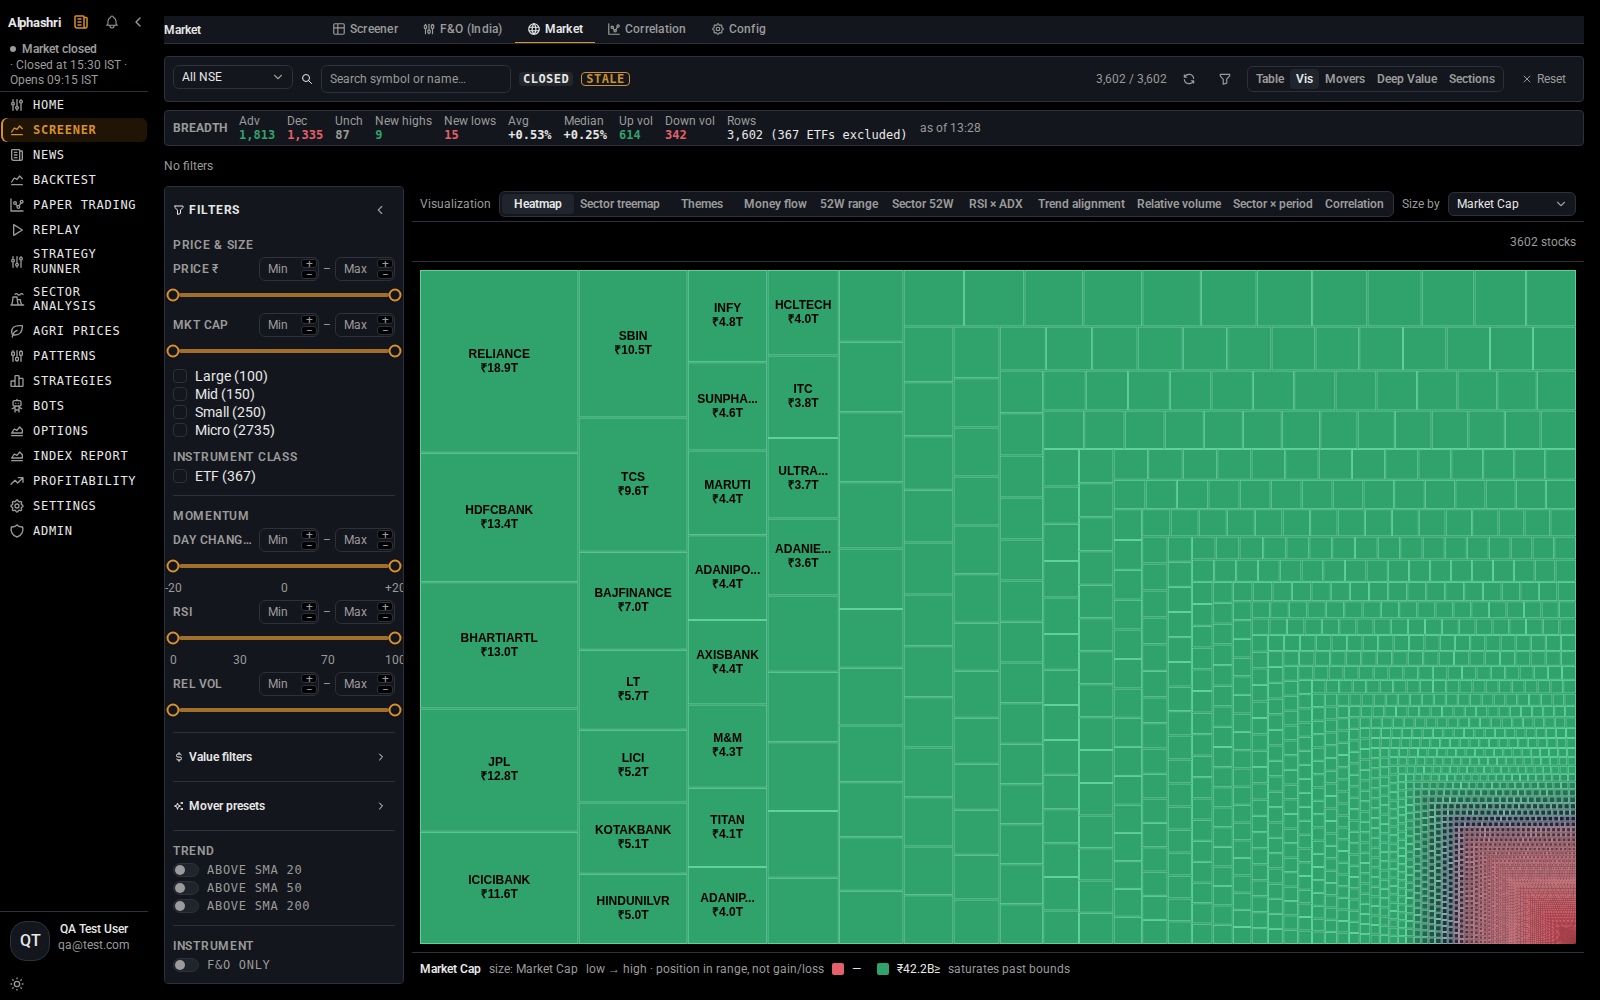 Alphashri
Market closed
· Closed at 15:30 IST ·
Opens 09:15 IST
HOME
SCREENER
NEWS
BACKTEST
PAPER TRADING
REPLAY
STRATEGY
RUNNER
SECTOR
ANALYSIS
AGRI PRICES
PATTERNS
STRATEGIES
BOTS
OPTIONS
INDEX REPORT
PROFITABILITY
SETTINGS
ADMIN
QT
QA Test User
qa@test.com
Market
Screener
F&O (India)
Market
Correlation
Config
All NSE
Search symbol or name...
CLOSED
STALE
3,602 / 3,602
Table Vis Movers Deep Value Sections
Reset
BREADTH
Adv Dec Unch New highs New lows Avg Median Up vol Down vol Rows
1,813 1,335 87 9 15 +0.53% +0.25% 614 342 3,602 (367 ETFs excluded)
as of 13:28
No filters
FILTERS
PRICE & SIZE
PRICE ₹ Min + − – Max + −
MKT CAP Min + − – Max + −
Large (100)
Mid (150)
Small (250)
Micro (2735)
INSTRUMENT CLASS
ETF (367)
MOMENTUM
DAY CHANG... Min + − – Max + −
-20 0 +20
RSI Min + − – Max + −
0 30 70 100
REL VOL Min + − – Max + −
$ Value filters
Mover presets
TREND
ABOVE SMA 20
ABOVE SMA 50
ABOVE SMA 200
INSTRUMENT
F&O ONLY
Visualization
Heatmap Sector treemap Themes Money flow 52W range Sector 52W RSI × ADX Trend alignment Relative volume Sector × period Correlation
Size by Market Cap
3602 stocks
RELIANCE
₹18.9T
HDFCBANK
₹13.4T
BHARTIARTL
₹13.0T
JPL
₹12.8T
ICICIBANK
₹11.6T
SBIN
₹10.5T
TCS
₹9.6T
BAJFINANCE
₹7.0T
LT
₹5.7T
LICI
₹5.2T
KOTAKBANK
₹5.1T
HINDUNILVR
₹5.0T
INFY
₹4.8T
SUNPHA...
₹4.6T
MARUTI
₹4.4T
ADANIPO...
₹4.4T
AXISBANK
₹4.4T
M&M
₹4.3T
TITAN
₹4.1T
ADANIP...
₹4.0T
HCLTECH
₹4.0T
ITC
₹3.8T
ULTRA...
₹3.7T
ADANIE...
₹3.6T
Market Cap size: Market Cap low → high · position in range, not gain/loss – ₹42.2B≥ saturates past bounds